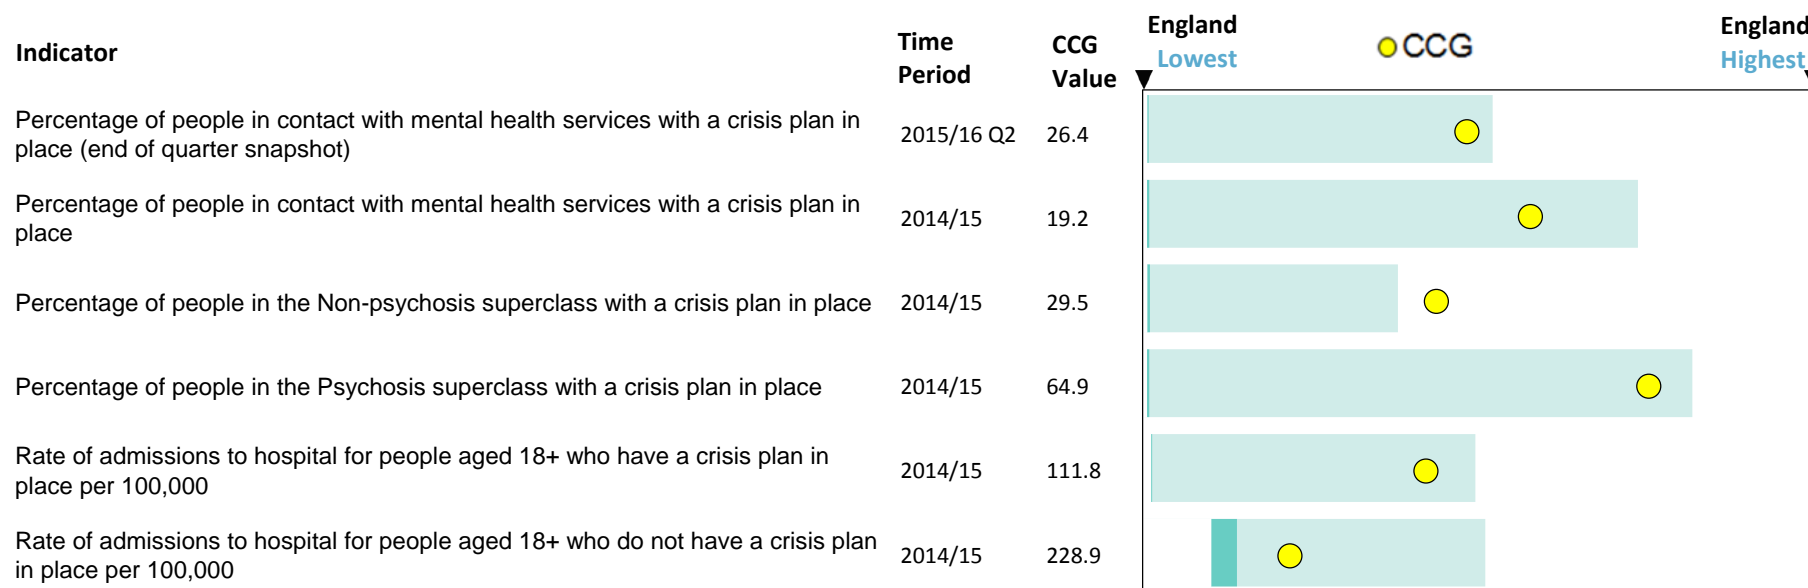 Indicator
Time
Period
CCG
Value
England
Lowest
CCG
England
Highest
Percentage of people in contact with mental health services with a crisis plan in
place (end of quarter snapshot)
2015/16 Q2
26.4
Percentage of people in contact with mental health services with a crisis plan in
place
2014/15
19.2
Percentage of people in the Non-psychosis superclass with a crisis plan in place
2014/15
29.5
Percentage of people in the Psychosis superclass with a crisis plan in place
2014/15
64.9
Rate of admissions to hospital for people aged 18+ who have a crisis plan in
place per 100,000
2014/15
111.8
Rate of admissions to hospital for people aged 18+ who do not have a crisis plan
in place per 100,000
2014/15
228.9